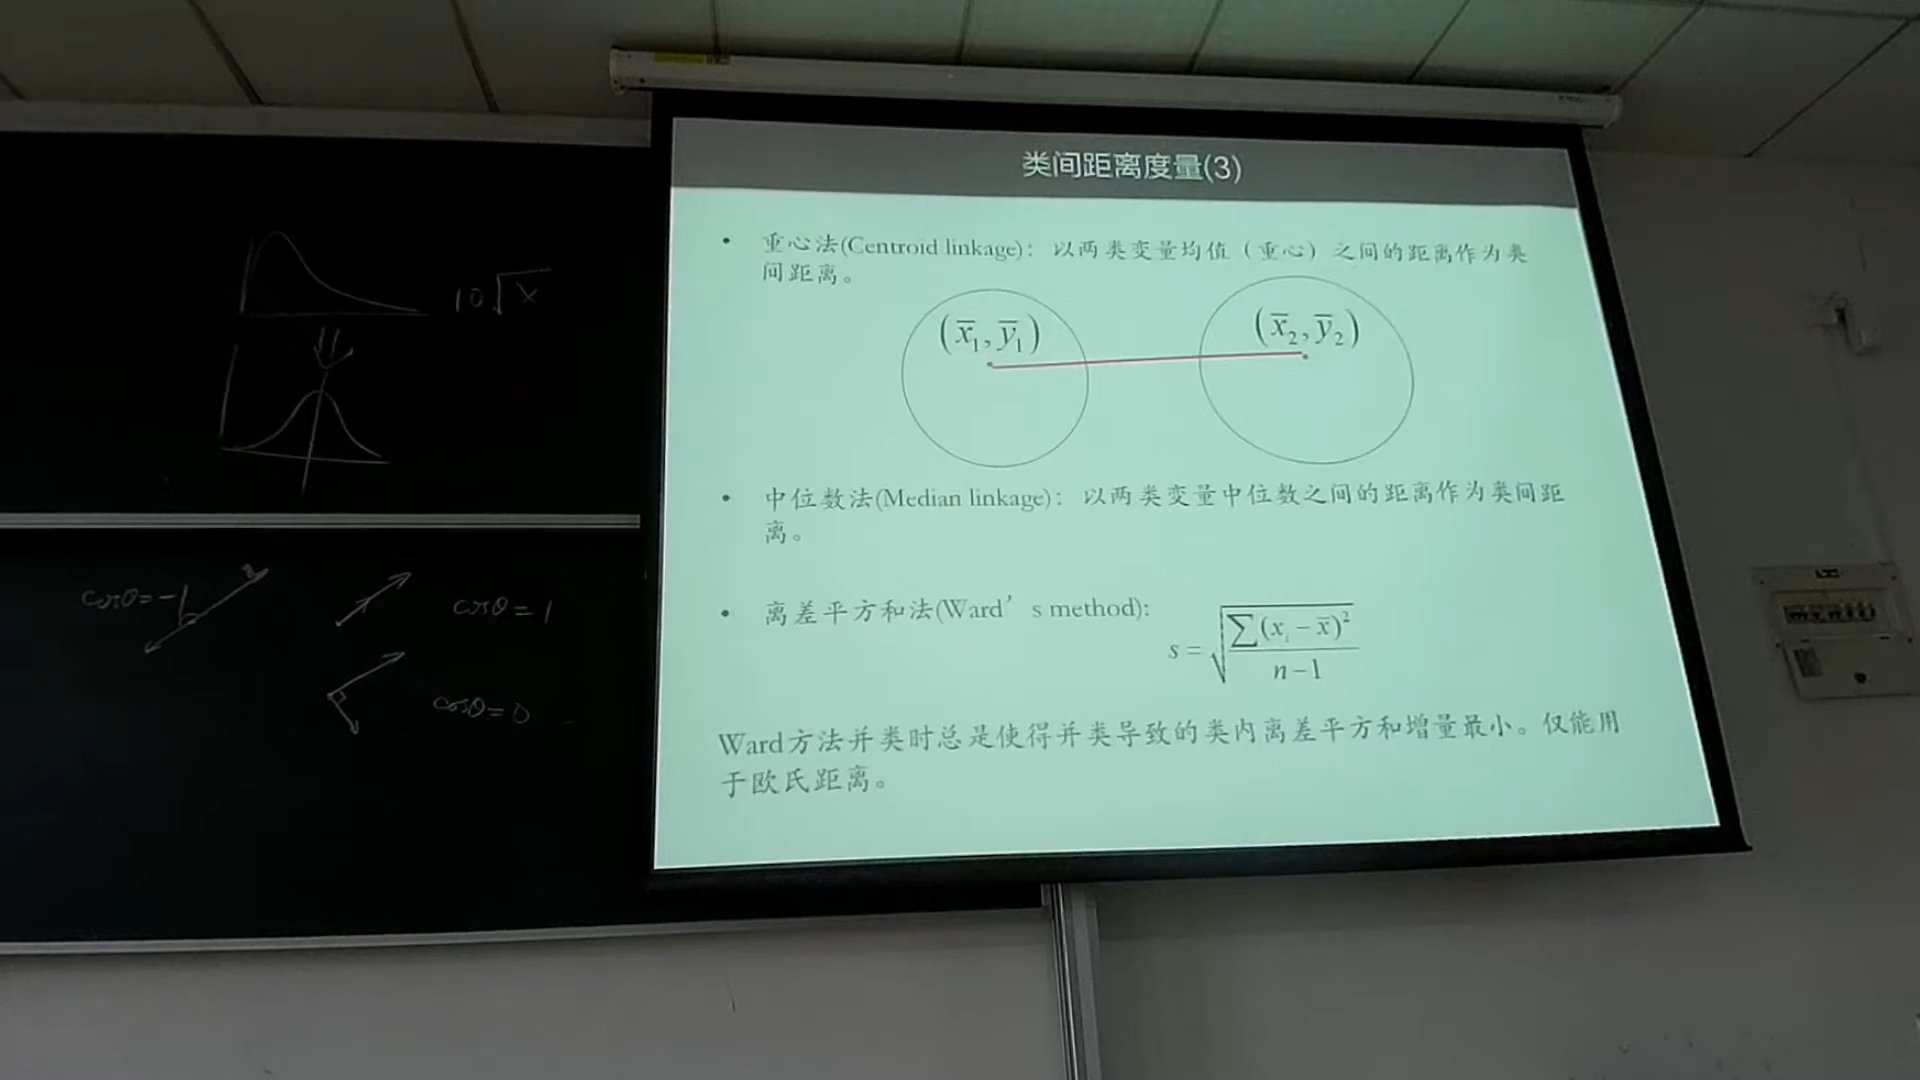 类间距离度量(3)
• 重心法(Centroid linkage)：以两类变量均值（重心）之间的距离作为类
间距离。
(x̄₁, ȳ₁)
(x̄₂, ȳ₂)
• 中位数法(Median linkage)：以两类变量中位数之间的距离作为类间距
离。
• 离差平方和法(Ward’s method):
s = √(∑(xᵢ − x̄)² / (n − 1))
Ward方法并类时总是使得并类导致的类内离差平方和增量最小。仅能用
于欧氏距离。
10√x
cosθ=-1
cosθ=1
cosθ=0